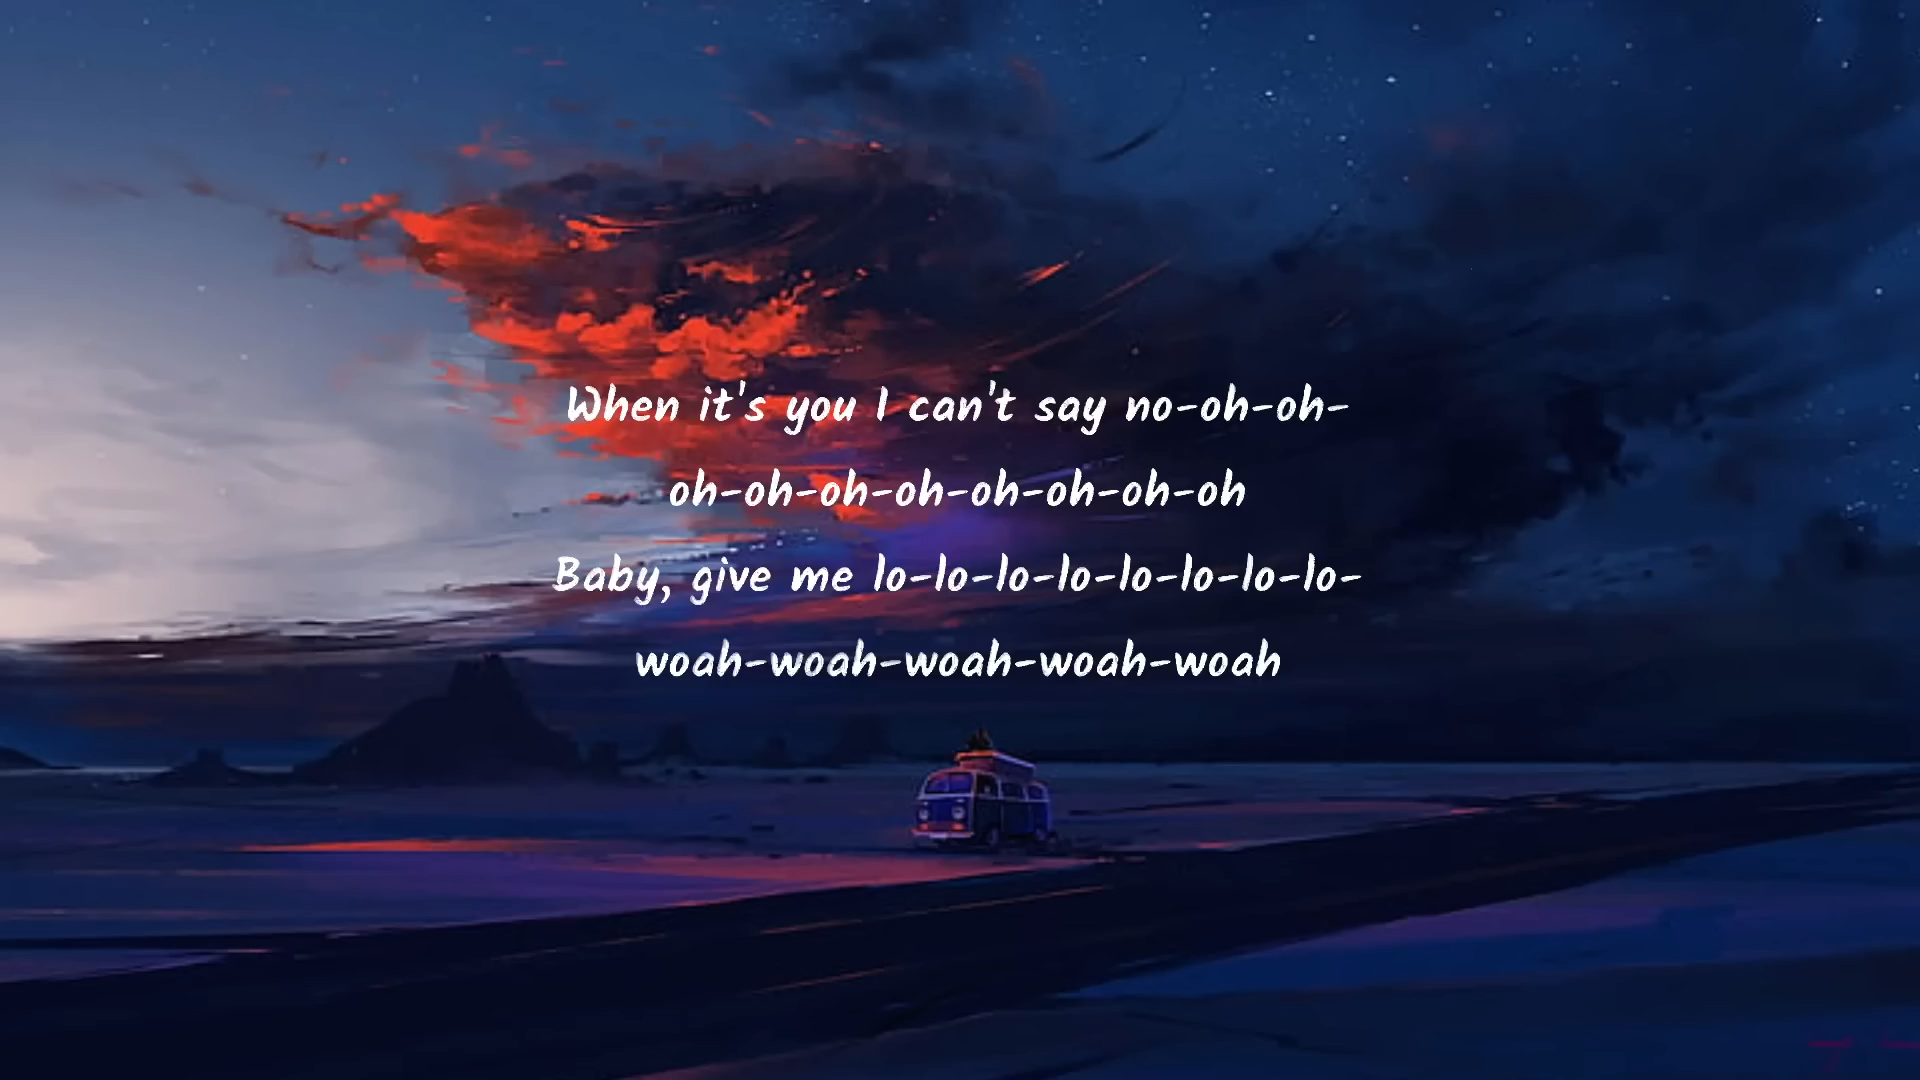 When it's you I can't say no-oh-oh-
oh-oh-oh-oh-oh-oh-oh-oh
Baby, give me lo-lo-lo-lo-lo-lo-lo-lo-
woah-woah-woah-woah-woah